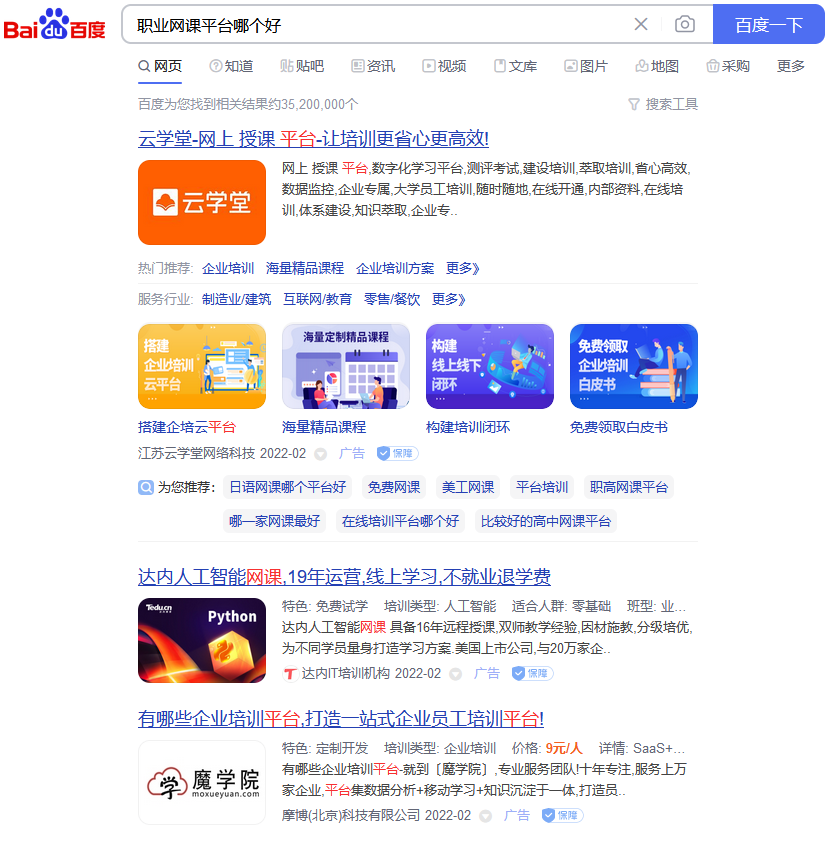 Bai du 百度 职业网课平台哪个好 百度一下
网页 知道 贴吧 资讯 视频 文库 图片 地图 采购 更多
百度为您找到相关结果约35,200,000个 搜索工具
云学堂-网上 授课 平台-让培训更省心更高效!
云学堂
网上 授课 平台,数字化学习平台,测评考试,建设培训,萃取培训,省心高效,
数据监控,企业专属,大学员工培训,随时随地,在线开通,内部资料,在线培
训,体系建设,知识萃取,企业专..
热门推荐: 企业培训 海量精品课程 企业培训方案 更多》
服务行业: 制造业/建筑 互联网/教育 零售/餐饮 更多》
搭建
企业培训
云平台
海量定制精品课程
构建
线上线下
闭环
免费领取
企业培训
白皮书
搭建企培云平台 海量精品课程 构建培训闭环 免费领取白皮书
江苏云学堂网络科技 2022-02 广告 保障
为您推荐: 日语网课哪个平台好 免费网课 美工网课 平台培训 职高网课平台
哪一家网课最好 在线培训平台哪个好 比较好的高中网课平台
达内人工智能网课,19年运营,线上学习,不就业退学费
Tedu.cn
Python
特色: 免费试学 培训类型: 人工智能 适合人群: 零基础 班型: 业...
达内人工智能网课 具备16年远程授课,双师教学经验,因材施教,分级培优,
为不同学员量身打造学习方案.美国上市公司,与20万家企..
达内IT培训机构 2022-02 广告 保障
有哪些企业培训平台,打造一站式企业员工培训平台!
学 魔学院
moxueyuan.com
特色: 定制开发 培训类型: 企业培训 价格: 9元/人 详情: SaaS+...
有哪些企业培训平台-就到〔魔学院〕,专业服务团队!十年专注,服务上万
家企业,平台集数据分析+移动学习+知识沉淀于一体,打造员..
摩博(北京)科技有限公司 2022-02 广告 保障